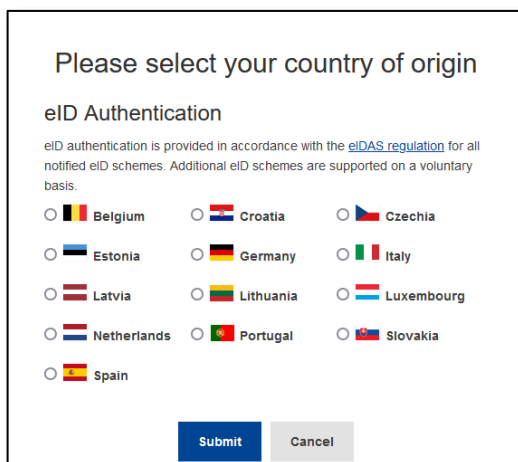 Please select your country of origin
eID Authentication
eID authentication is provided in accordance with the eIDAS regulation for all
notified eID schemes. Additional eID schemes are supported on a voluntary
basis.
Belgium Croatia Czechia
Estonia Germany Italy
Latvia Lithuania Luxembourg
Netherlands Portugal Slovakia
Spain
Submit Cancel